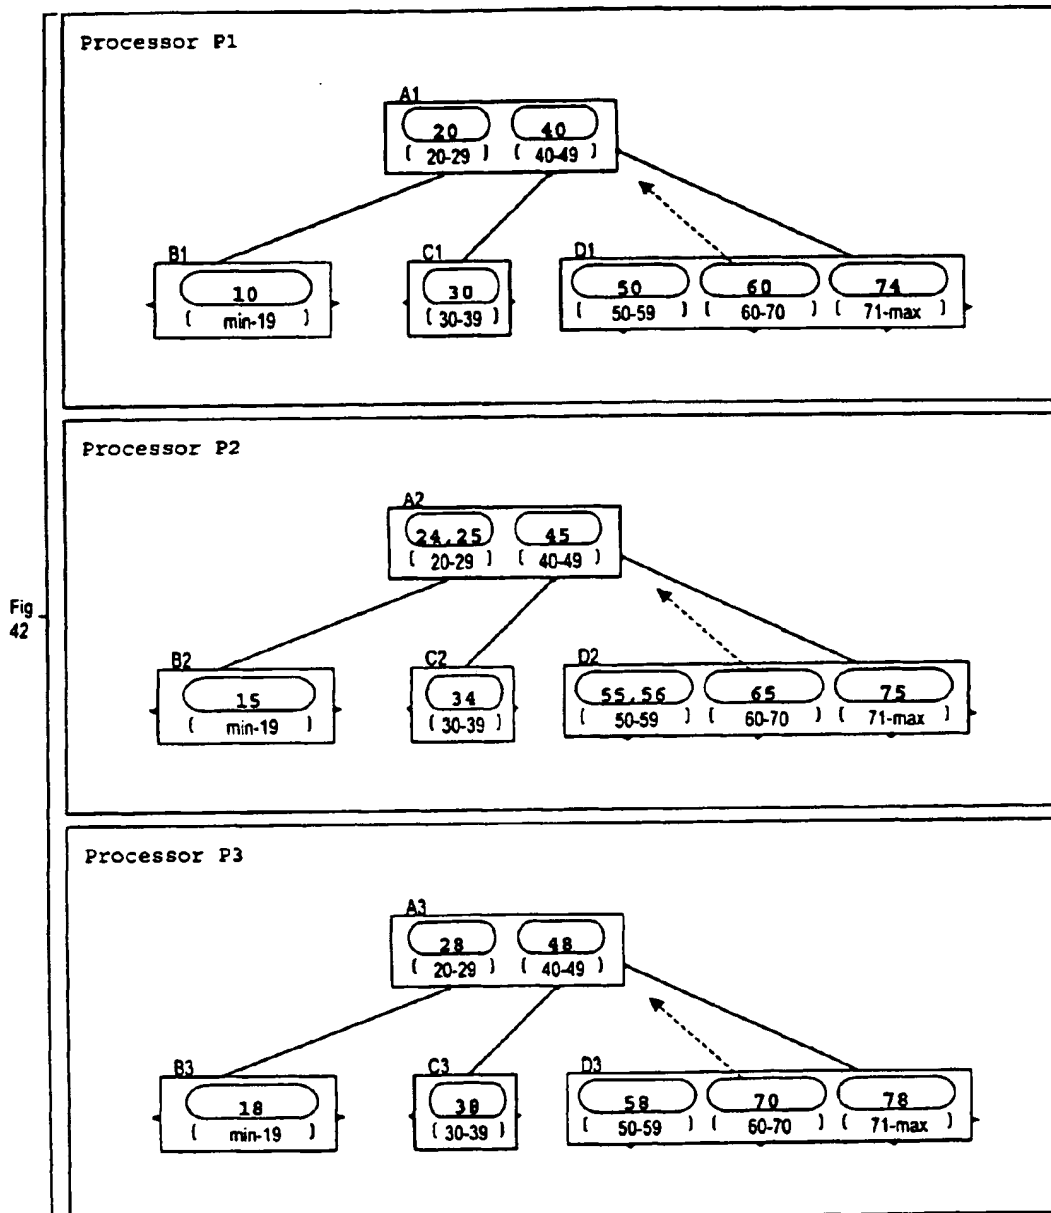 Processor P1
A1
20 40
( 20-29 ) ( 40-49 )
B1 C1 D1
10 30 50 60 74
( min-19 ) ( 30-39 ) ( 50-59 ) ( 60-70 ) ( 71-max )
Processor P2
A2
24,25 45
( 20-29 ) ( 40-49 )
Fig
42
B2 C2 D2
15 34 55,56 65 75
( min-19 ) ( 30-39 ) ( 50-59 ) ( 60-70 ) ( 71-max )
Processor P3
A3
28 48
( 20-29 ) ( 40-49 )
B3 C3 D3
18 38 58 70 78
( min-19 ) ( 30-39 ) ( 50-59 ) ( 60-70 ) ( 71-max )